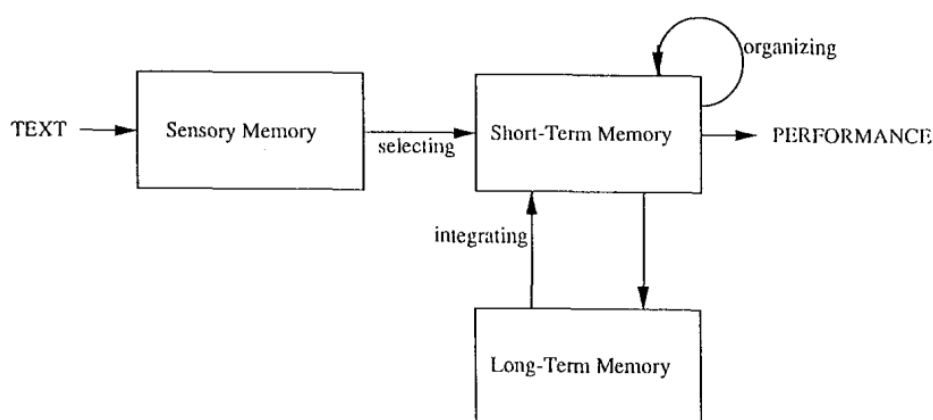 organizing
TEXT
Sensory Memory
selecting
Short-Term Memory
PERFORMANCE
integrating
Long-Term Memory